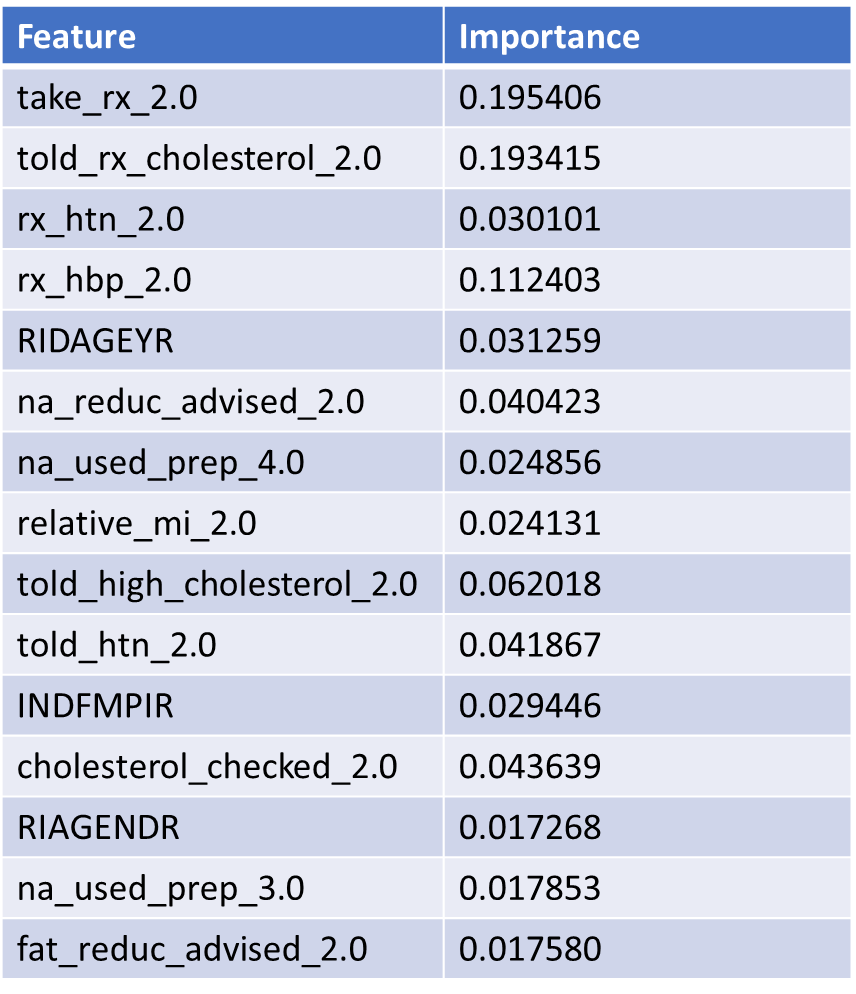 Feature Importance
take_rx_2.0 0.195406
told_rx_cholesterol_2.0 0.193415
rx_htn_2.0 0.030101
rx_hbp_2.0 0.112403
RIDAGEYR 0.031259
na_reduc_advised_2.0 0.040423
na_used_prep_4.0 0.024856
relative_mi_2.0 0.024131
told_high_cholesterol_2.0 0.062018
told_htn_2.0 0.041867
INDFMPIR 0.029446
cholesterol_checked_2.0 0.043639
RIAGENDR 0.017268
na_used_prep_3.0 0.017853
fat_reduc_advised_2.0 0.017580